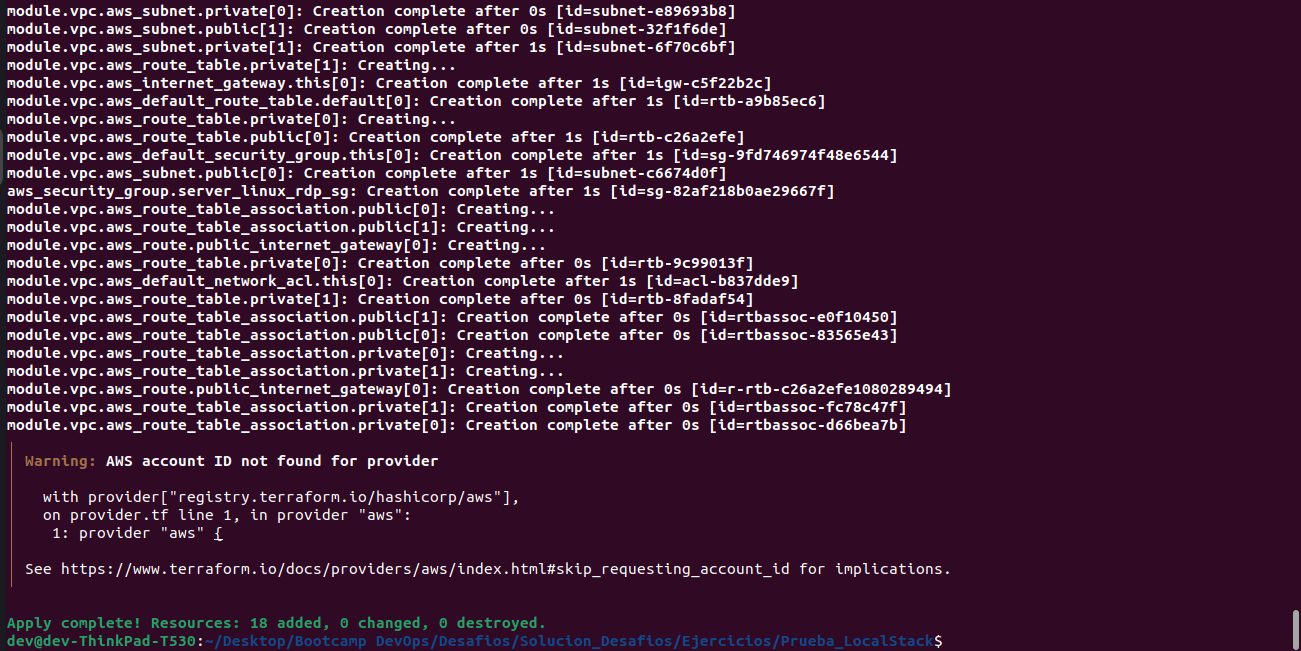 module.vpc.aws_subnet.private[0]: Creation complete after 0s [id=subnet-e89693b8]
module.vpc.aws_subnet.public[1]: Creation complete after 0s [id=subnet-32f1f6de]
module.vpc.aws_subnet.private[1]: Creation complete after 1s [id=subnet-6f70c6bf]
module.vpc.aws_route_table.private[1]: Creating...
module.vpc.aws_internet_gateway.this[0]: Creation complete after 1s [id=igw-c5f22b2c]
module.vpc.aws_default_route_table.default[0]: Creation complete after 1s [id=rtb-a9b85ec6]
module.vpc.aws_route_table.private[0]: Creating...
module.vpc.aws_route_table.public[0]: Creation complete after 1s [id=rtb-c26a2efe]
module.vpc.aws_default_security_group.this[0]: Creation complete after 1s [id=sg-9fd746974f48e6544]
module.vpc.aws_subnet.public[0]: Creation complete after 1s [id=subnet-c6674d0f]
aws_security_group.server_linux_rdp_sg: Creation complete after 1s [id=sg-82af218b0ae29667f]
module.vpc.aws_route_table_association.public[0]: Creating...
module.vpc.aws_route_table_association.public[1]: Creating...
module.vpc.aws_route.public_internet_gateway[0]: Creating...
module.vpc.aws_route_table.private[0]: Creation complete after 0s [id=rtb-9c99013f]
module.vpc.aws_default_network_acl.this[0]: Creation complete after 1s [id=acl-b837dde9]
module.vpc.aws_route_table.private[1]: Creation complete after 0s [id=rtb-8fadaf54]
module.vpc.aws_route_table_association.public[1]: Creation complete after 0s [id=rtbassoc-e0f10450]
module.vpc.aws_route_table_association.public[0]: Creation complete after 0s [id=rtbassoc-83565e43]
module.vpc.aws_route_table_association.private[0]: Creating...
module.vpc.aws_route_table_association.private[1]: Creating...
module.vpc.aws_route.public_internet_gateway[0]: Creation complete after 0s [id=r-rtb-c26a2efe1080289494]
module.vpc.aws_route_table_association.private[1]: Creation complete after 0s [id=rtbassoc-fc78c47f]
module.vpc.aws_route_table_association.private[0]: Creation complete after 0s [id=rtbassoc-d66bea7b]
Warning: AWS account ID not found for provider
with provider["registry.terraform.io/hashicorp/aws"],
on provider.tf line 1, in provider "aws":
1: provider "aws" {
See https://www.terraform.io/docs/providers/aws/index.html#skip_requesting_account_id for implications.
Apply complete! Resources: 18 added, 0 changed, 0 destroyed.
dev@dev-ThinkPad-T530:~/Desktop/Bootcamp DevOps/Desafios/Solucion_Desafios/Ejercicios/Prueba_LocalStack$